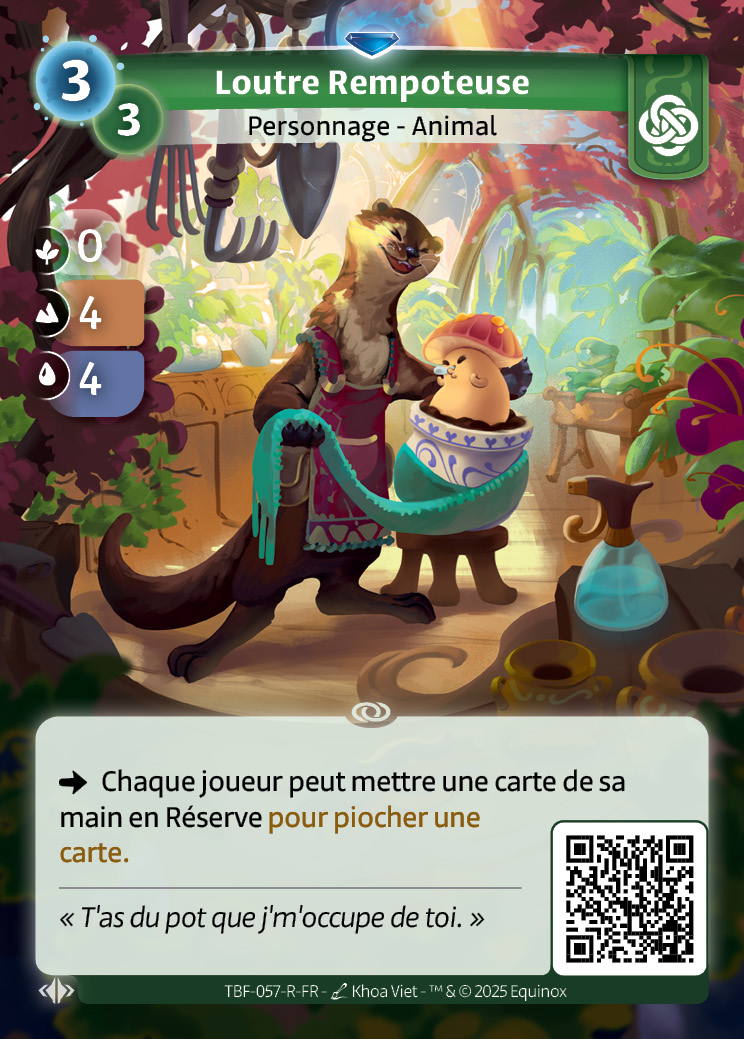 3
Loutre Rempoteuse
3
Personnage - Animal
0
4
4
Chaque joueur peut mettre une carte de sa
main en Réserve pour piocher une
carte.
« T'as du pot que j'm'occupe de toi. »
TBF-057-R-FR - Khoa Viet - ™ & © 2025 Equinox